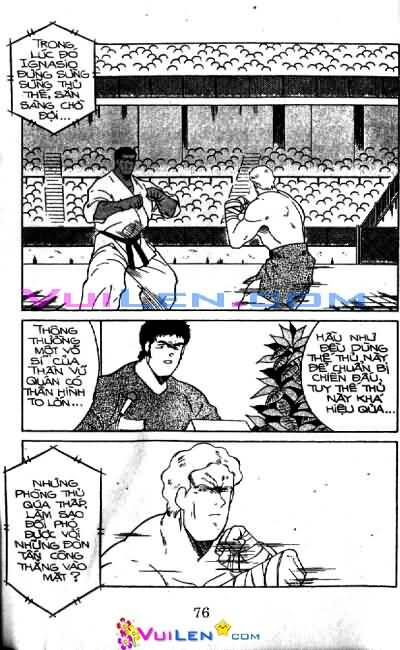 TRONG
LÚC ĐÓ
IGNASIO
ĐỨNG SỪNG
SỮNG THỦ
THẾ, SẴN
SÀNG CHỜ
ĐỢI...
VUILEN.COM
THÔNG
THƯỜNG
MỘT VÕ
SĨ CỦA
THẦN VŨ
QUÁN CÓ
THÂN HÌNH
TO LỚN...
HẦU NHƯ
ĐỀU DÙNG
THẾ THỦ NÀY
ĐỂ CHUẨN BỊ
CHIẾN ĐẤU,
TUY THẾ THỦ
NÀY KHÁ
HIỆU QỦA...
NHƯNG
PHÒNG THỦ
QÚA THẤP,
LÀM SAO
ĐỐI PHÓ
ĐƯỢC VỚI
NHỮNG ĐÒN
TẤN CÔNG
THẲNG VÀO
MẶT ?
76
VUILEN.COM